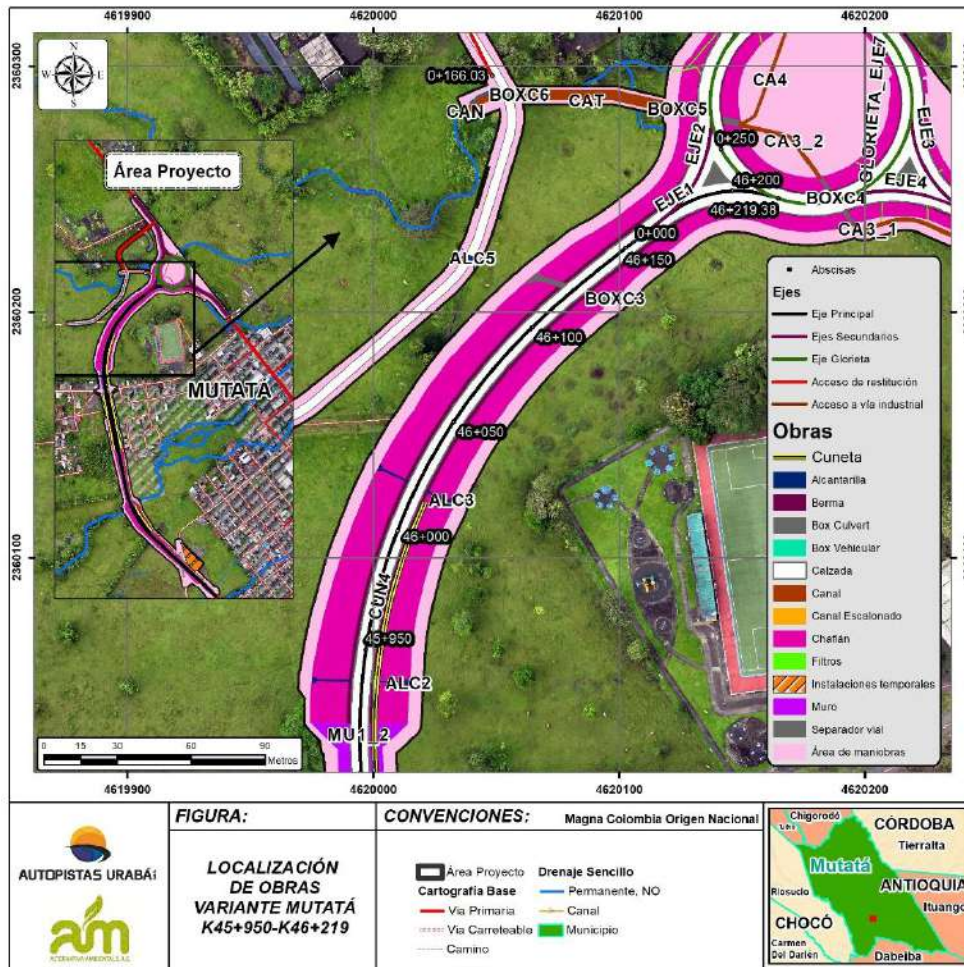 4619900
4620000
4620100
4620200
2360300
2360200
2360100
N
W
E
S
Área Proyecto
MUTATÁ
0+166.03
BOXC6
CAN
CAT
BOXC5
CA4
0+250
CA3_2
GLORIETA_EJE7
EJE3
EJE2
46+200
EJE1
EJE4
46+219.38
BOXC4
CA3_1
0+000
46+150
ALC5
BOXC3
46+100
46+050
ALC3
46+000
CUN4
45+950
ALC2
MU1_2
0 15 30 60 90
Metros
Abscisas
Ejes
Eje Principal
Ejes Secundarios
Eje Glorieta
Acceso de restitución
Acceso a vía industrial
Obras
Cuneta
Alcantarilla
Berma
Box Culvert
Box Vehicular
Calzada
Canal
Canal Escalonado
Chaflán
Filtros
Instalaciones temporales
Muro
Separador vial
Área de maniobras
4619900
4620000
4620100
4620200
AUTOPISTAS URABÁ
am
FIGURA:
LOCALIZACIÓN
DE OBRAS
VARIANTE MUTATÁ
K45+950-K46+219
CONVENCIONES:
Magna Colombia Origen Nacional
Área Proyecto
Cartografía Base
Vía Primaria
Vía Carreteable
Camino
Drenaje Sencillo
Permanente, NO
Canal
Municipio
Chigorodó
CÓRDOBA
Tierralta
Mutatá
Riosucio
ANTIOQUIA
Ituango
CHOCÓ
Carmen
Del Darién
Dabeiba